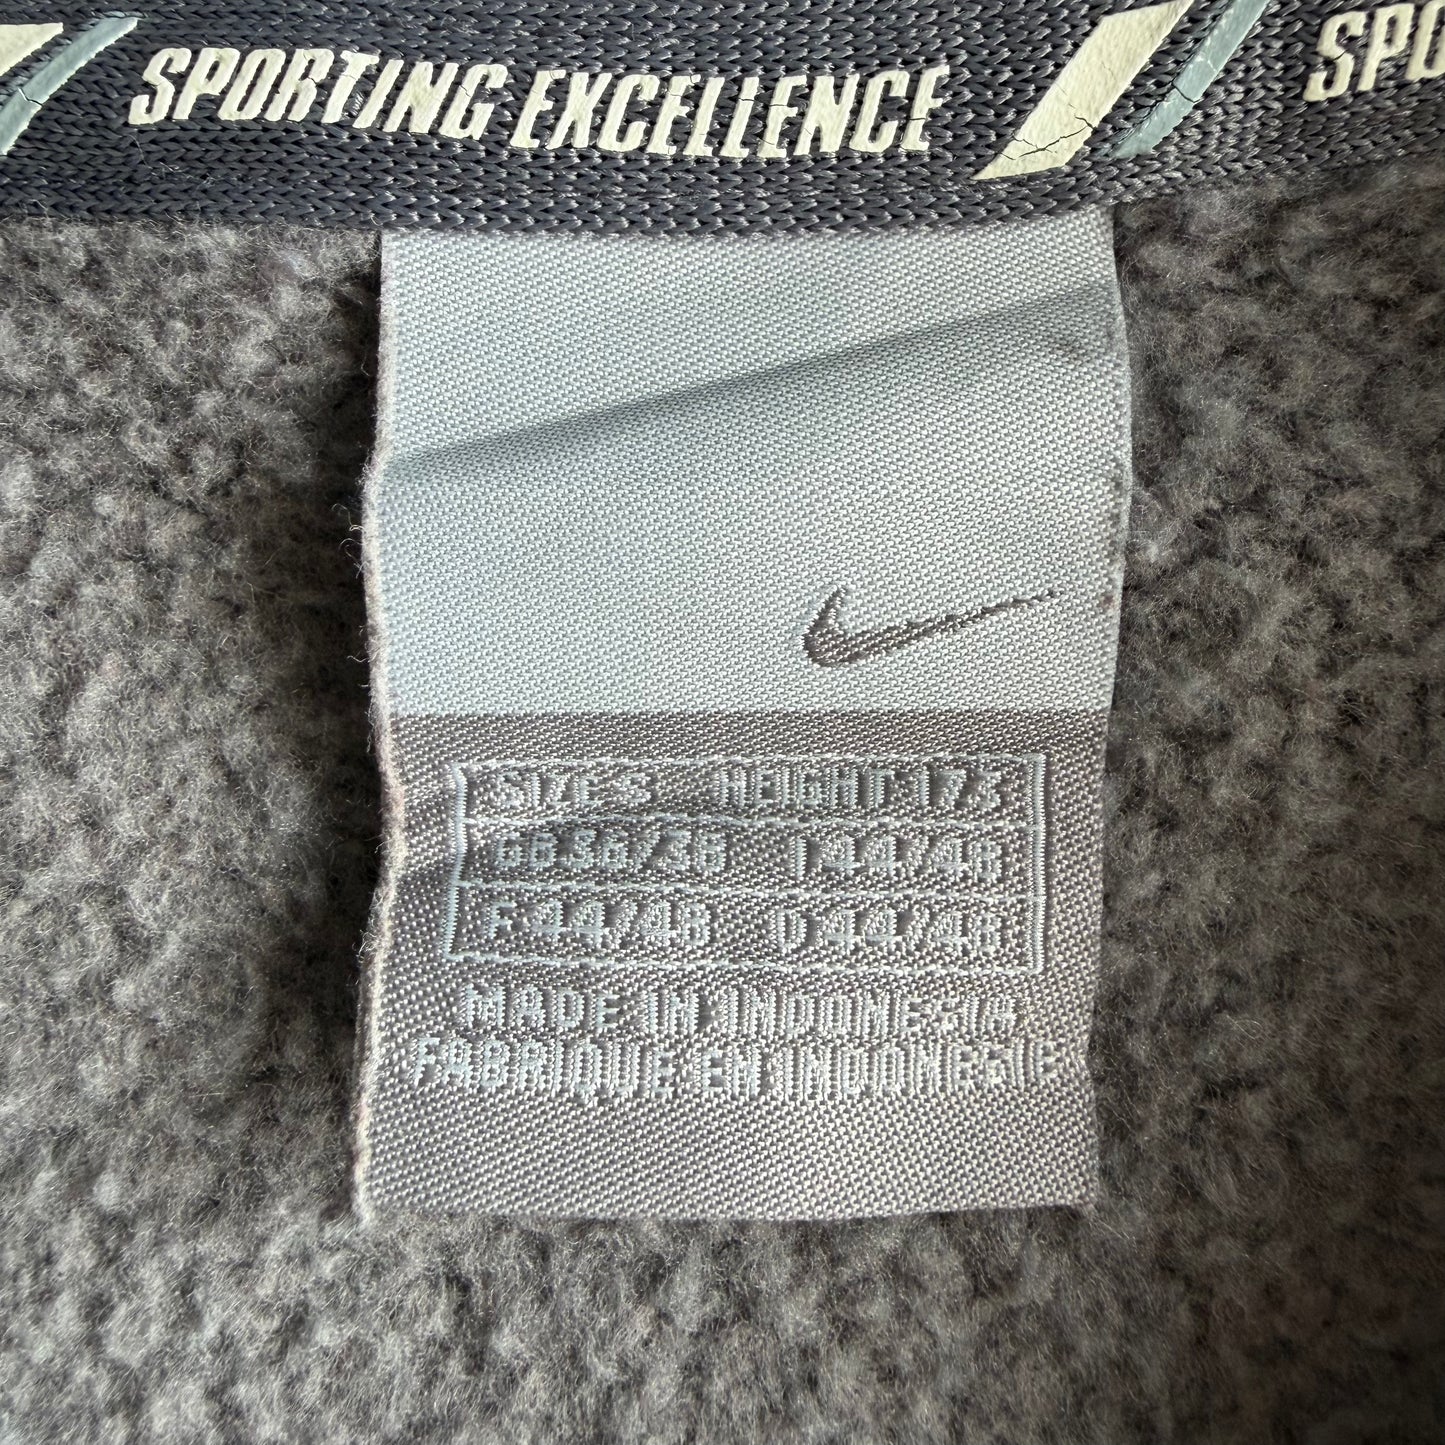 SPORTING EXCELLENCE
SPO
SIZE S HEIGHT 173
GB 36/38 I 44/48
F 44/48 D 44/48
MADE IN INDONESIA
FABRIQUE EN INDONESIE